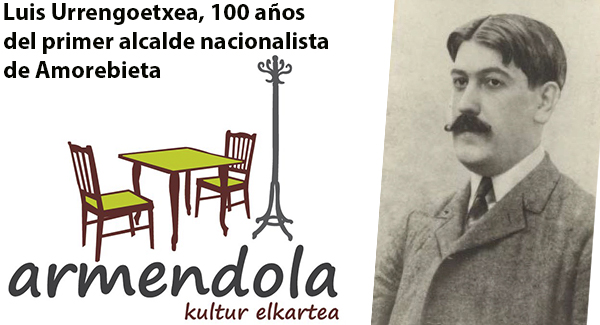 Luis Urrengoetxea, 100 años
del primer alcalde nacionalista
de Amorebieta
armendola
kultur elkartea